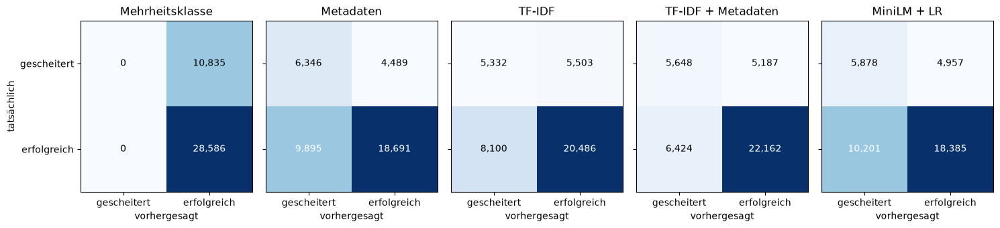 Mehrheitsklasse
Metadaten
TF-IDF
TF-IDF + Metadaten
MiniLM + LR
tatsächlich
gescheitert
0
10,835
6,346
4,489
5,332
5,503
5,648
5,187
5,878
4,957
erfolgreich
0
28,586
9,895
18,691
8,100
20,486
6,424
22,162
10,201
18,385
gescheitert
erfolgreich
gescheitert
erfolgreich
gescheitert
erfolgreich
gescheitert
erfolgreich
gescheitert
erfolgreich
vorhergesagt
vorhergesagt
vorhergesagt
vorhergesagt
vorhergesagt